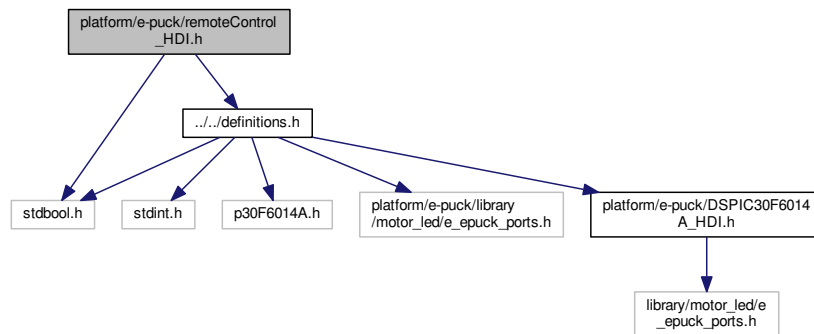 platform/e-puck/remoteControl
_HDI.h
../../definitions.h
stdbool.h
stdint.h
p30F6014A.h
platform/e-puck/library
/motor_led/e_epuck_ports.h
platform/e-puck/DSPIC30F6014
A_HDI.h
library/motor_led/e
_epuck_ports.h